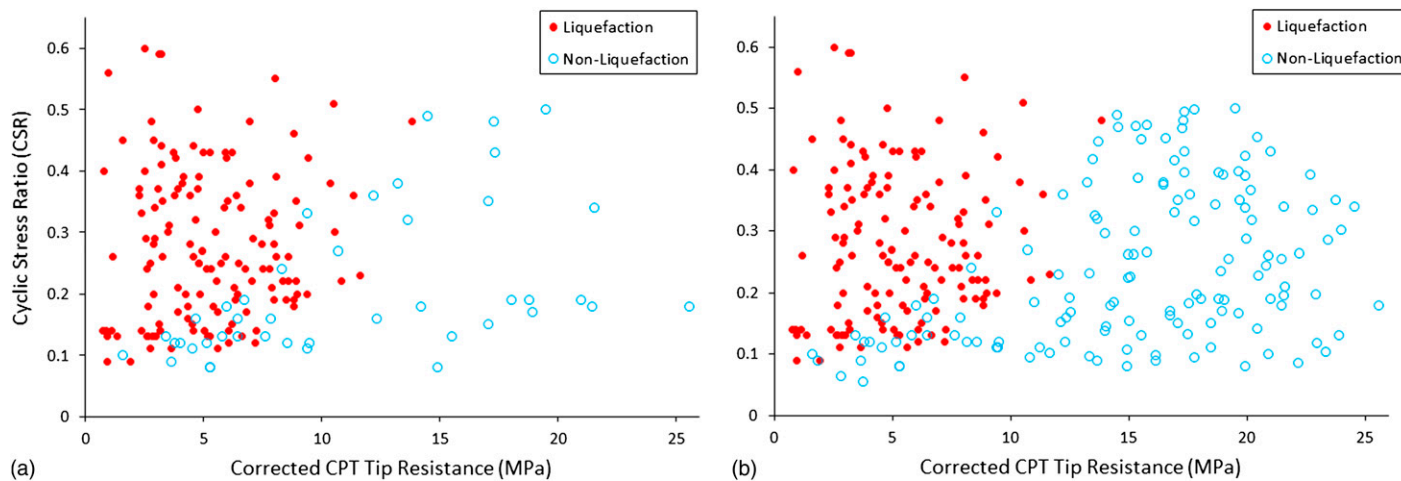 Liquefaction
Non-Liquefaction
Cyclic Stress Ratio (CSR)
0.6
0.5
0.4
0.3
0.2
0.1
0
0 5 10 15 20 25
Corrected CPT Tip Resistance (MPa)
(a)
Liquefaction
Non-Liquefaction
0.6
0.5
0.4
0.3
0.2
0.1
0
0 5 10 15 20 25
Corrected CPT Tip Resistance (MPa)
(b)